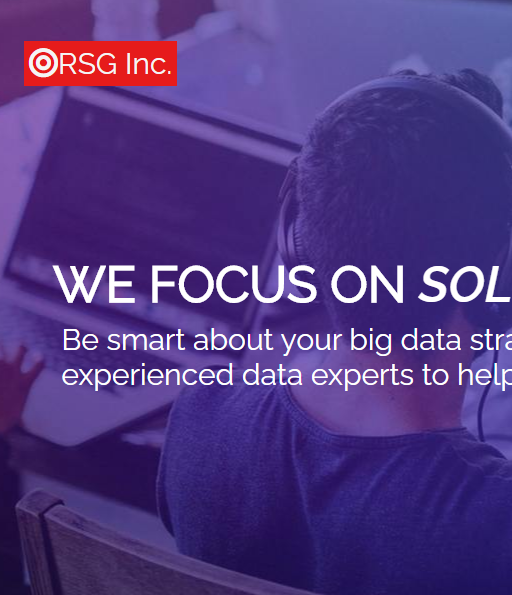 RSG Inc.
WE FOCUS ON SOL
Be smart about your big data stra
experienced data experts to help